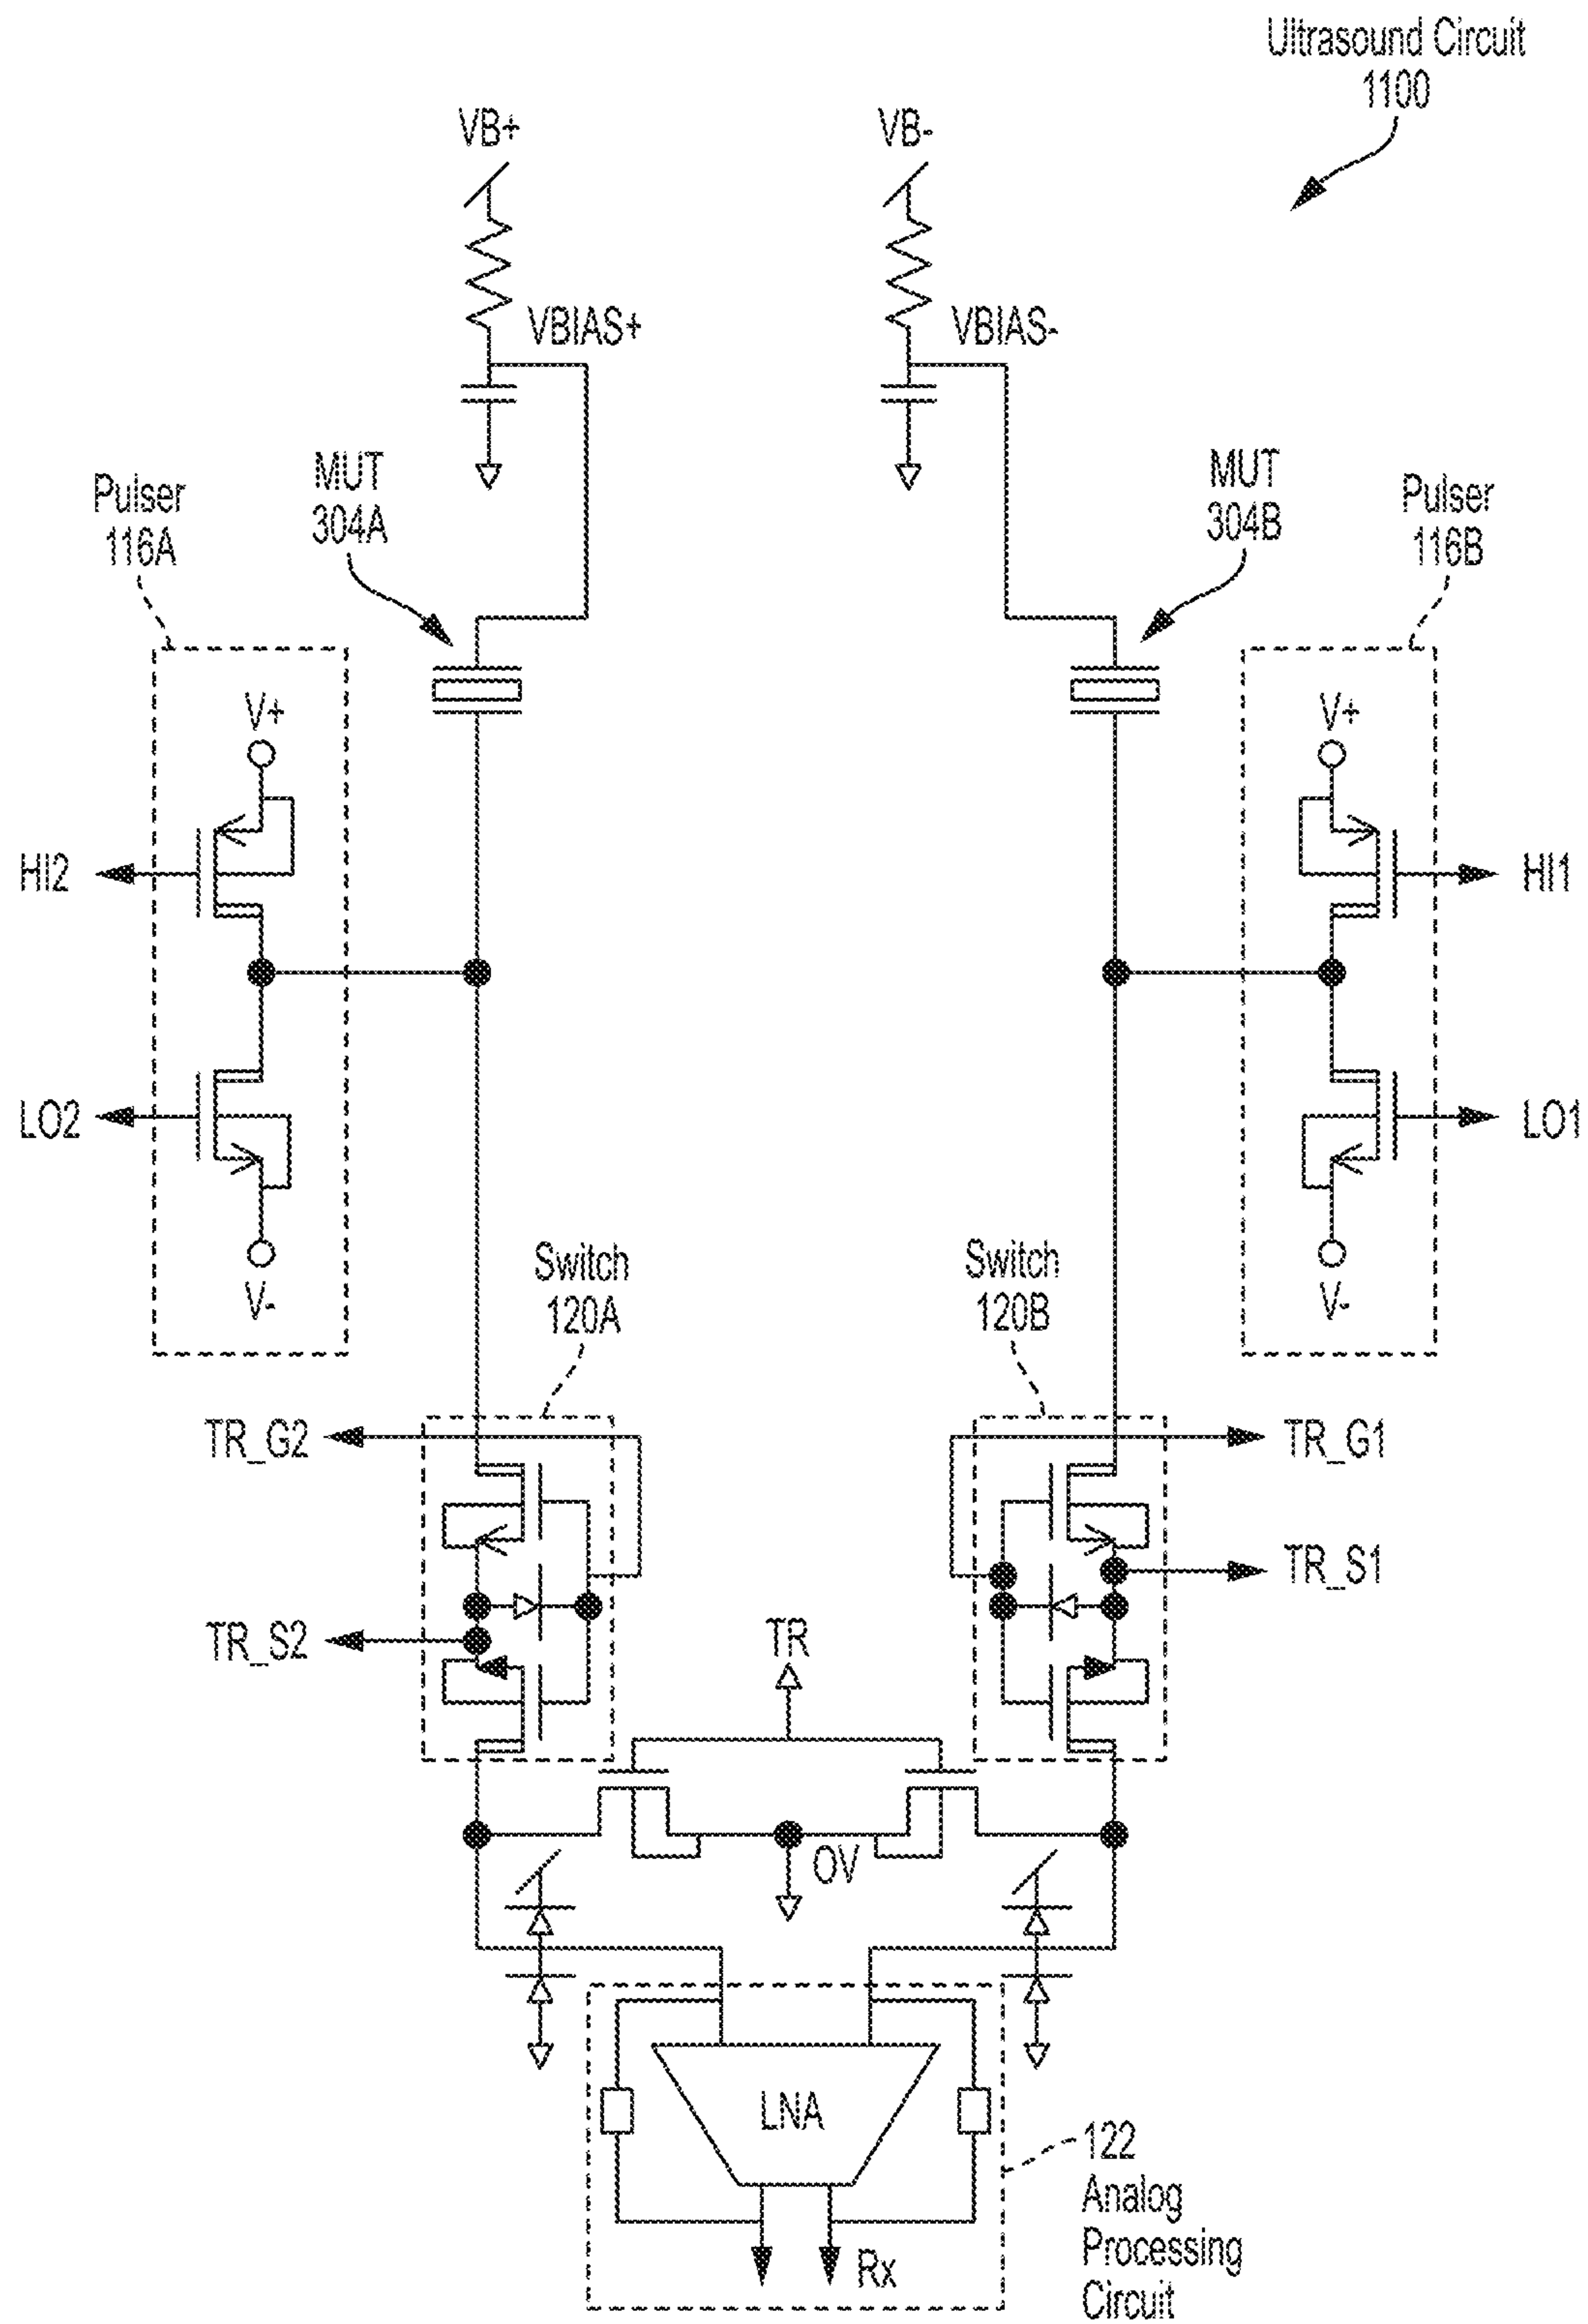 Ultrasound Circuit
1100
VB+
VB-
VBIAS+
VBIAS-
MUT
304A
MUT
304B
Pulser
116A
Pulser
116B
V+
V+
HI2
HI1
LO2
LO1
V-
V-
Switch
120A
Switch
120B
TR_G2
TR_G1
TR_S1
TR_S2
TR
OV
LNA
122
Analog
Processing
Circuit
Rx